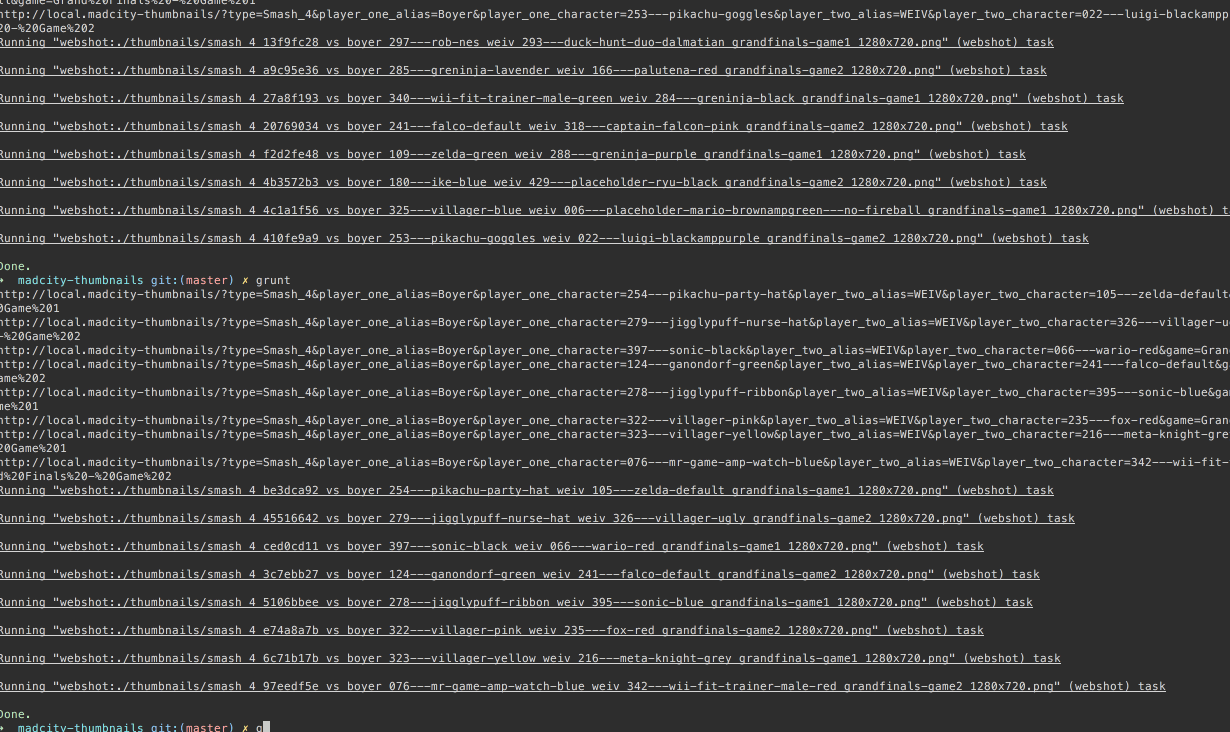 ll&game=Grand%20Finals%20-%20Game%201
http://local.madcity-thumbnails/?type=Smash_4&player_one_alias=Boyer&player_one_character=253---pikachu-goggles&player_two_alias=WEIV&player_two_character=022---luigi-blackampp
20-%20Game%202
Running "webshot:./thumbnails/smash_4_13f9fc28_vs_boyer_297--rob-nes_weiv_293---duck-hunt-duo-dalmatian_grandfinals-game1_1280x720.png" (webshot) task
Running "webshot:./thumbnails/smash_4_a9c95e36_vs_boyer_285---greninja-lavender_weiv_166---palutena-red_grandfinals-game2_1280x720.png" (webshot) task
Running "webshot:./thumbnails/smash_4_27a8f193_vs_boyer_340---wii-fit-trainer-male-green_weiv_284---greninja-black_grandfinals-game1_1280x720.png" (webshot) task
Running "webshot:./thumbnails/smash_4_20769034_vs_boyer_241---falco-default_weiv_318---captain-falcon-pink_grandfinals-game2_1280x720.png" (webshot) task
Running "webshot:./thumbnails/smash_4_f2d2fe48_vs_boyer_109---zelda-green_weiv_288---greninja-purple_grandfinals-game1_1280x720.png" (webshot) task
Running "webshot:./thumbnails/smash_4_4b3572b3_vs_boyer_180---ike-blue_weiv_429---placeholder-ryu-black_grandfinals-game2_1280x720.png" (webshot) task
Running "webshot:./thumbnails/smash_4_4c1a1f56_vs_boyer_325---villager-blue_weiv_006---placeholder-mario-brownampgreen---no-fireball_grandfinals-game1_1280x720.png" (webshot) t
Running "webshot:./thumbnails/smash_4_410fe9a9_vs_boyer_253---pikachu-goggles_weiv_022---luigi-blackamppurple_grandfinals-game2_1280x720.png" (webshot) task
Done.
➜ madcity-thumbnails git:(master) ✗ grunt
http://local.madcity-thumbnails/?type=Smash_4&player_one_alias=Boyer&player_one_character=254---pikachu-party-hat&player_two_alias=WEIV&player_two_character=105---zelda-default
0Game%201
http://local.madcity-thumbnails/?type=Smash_4&player_one_alias=Boyer&player_one_character=279---jigglypuff-nurse-hat&player_two_alias=WEIV&player_two_character=326---villager-u
-%20Game%202
http://local.madcity-thumbnails/?type=Smash_4&player_one_alias=Boyer&player_one_character=397---sonic-black&player_two_alias=WEIV&player_two_character=066---wario-red&game=Gran
http://local.madcity-thumbnails/?type=Smash_4&player_one_alias=Boyer&player_one_character=124---ganondorf-green&player_two_alias=WEIV&player_two_character=241---falco-default&g
ame%202
http://local.madcity-thumbnails/?type=Smash_4&player_one_alias=Boyer&player_one_character=278---jigglypuff-ribbon&player_two_alias=WEIV&player_two_character=395---sonic-blue&ga
me%201
http://local.madcity-thumbnails/?type=Smash_4&player_one_alias=Boyer&player_one_character=322---villager-pink&player_two_alias=WEIV&player_two_character=235---fox-red&game=Gran
http://local.madcity-thumbnails/?type=Smash_4&player_one_alias=Boyer&player_one_character=323---villager-yellow&player_two_alias=WEIV&player_two_character=216---meta-knight-gre
20Game%201
http://local.madcity-thumbnails/?type=Smash_4&player_one_alias=Boyer&player_one_character=076---mr-game-amp-watch-blue&player_two_alias=WEIV&player_two_character=342---wii-fit-
d%20Finals%20-%20Game%202
Running "webshot:./thumbnails/smash_4_be3dca92_vs_boyer_254---pikachu-party-hat_weiv_105---zelda-default_grandfinals-game1_1280x720.png" (webshot) task
Running "webshot:./thumbnails/smash_4_45516642_vs_boyer_279---jigglypuff-nurse-hat_weiv_326---villager-ugly_grandfinals-game2_1280x720.png" (webshot) task
Running "webshot:./thumbnails/smash_4_ced0cd11_vs_boyer_397---sonic-black_weiv_066---wario-red_grandfinals-game1_1280x720.png" (webshot) task
Running "webshot:./thumbnails/smash_4_3c7ebb27_vs_boyer_124---ganondorf-green_weiv_241---falco-default_grandfinals-game2_1280x720.png" (webshot) task
Running "webshot:./thumbnails/smash_4_5106bbee_vs_boyer_278---jigglypuff-ribbon_weiv_395---sonic-blue_grandfinals-game1_1280x720.png" (webshot) task
Running "webshot:./thumbnails/smash_4_e74a8a7b_vs_boyer_322---villager-pink_weiv_235---fox-red_grandfinals-game2_1280x720.png" (webshot) task
Running "webshot:./thumbnails/smash_4_6c71b17b_vs_boyer_323---villager-yellow_weiv_216---meta-knight-grey_grandfinals-game1_1280x720.png" (webshot) task
Running "webshot:./thumbnails/smash_4_97eedf5e_vs_boyer_076---mr-game-amp-watch-blue_weiv_342---wii-fit-trainer-male-red_grandfinals-game2_1280x720.png" (webshot) task
Done.
➜ madcity-thumbnails git:(master) ✗ g